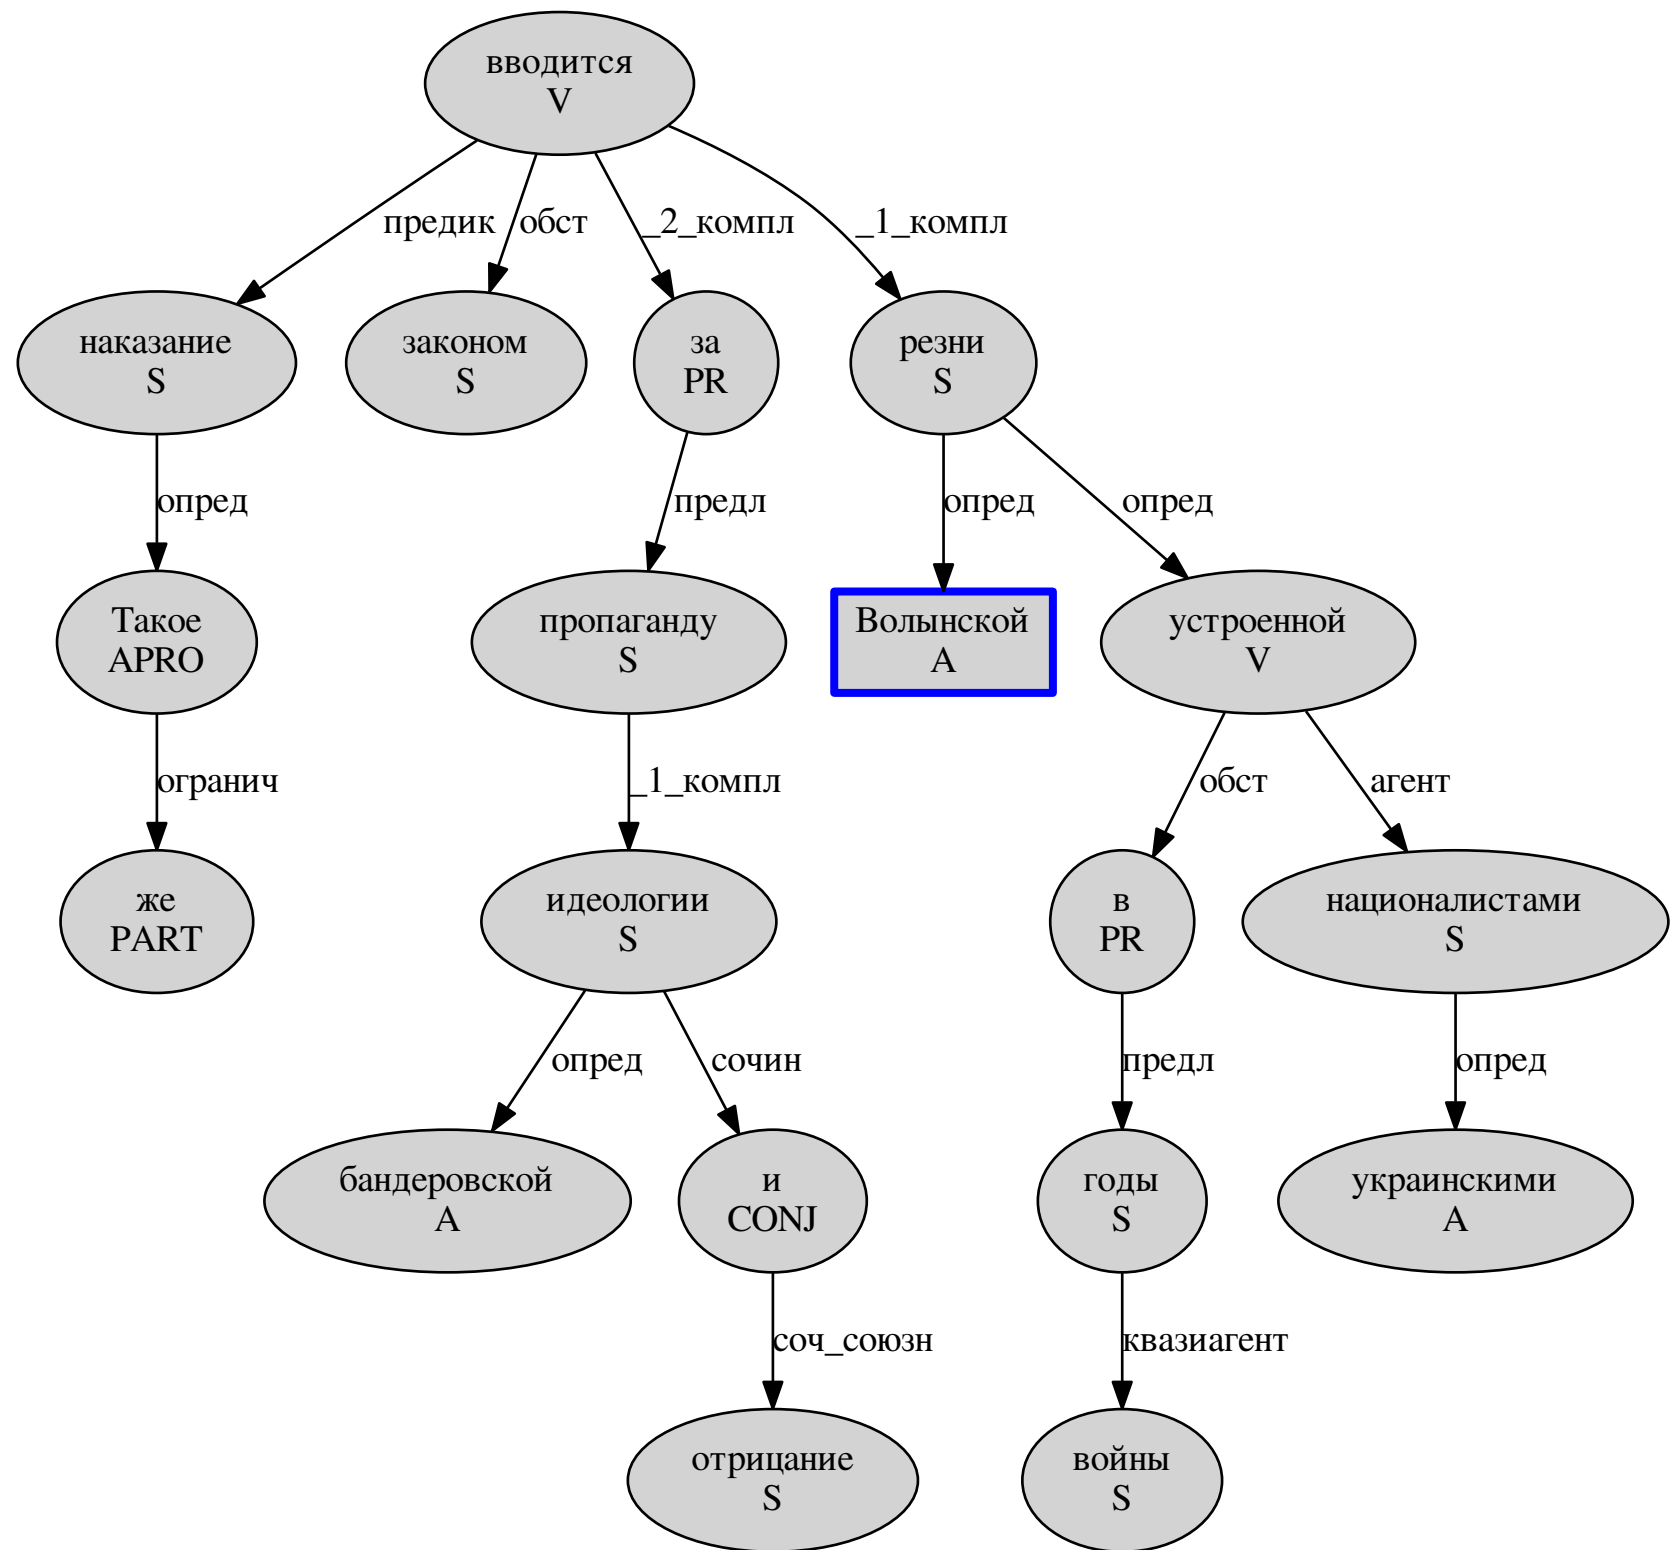 вводится
V
предик
обст
_2_компл
_1_компл
наказание
S
законом
S
за
PR
резни
S
опред
предл
опред
опред
Такое
APRO
пропаганду
S
Волынской
A
устроенной
V
огранич
_1_компл
обст
агент
же
PART
идеологии
S
в
PR
националистами
S
опред
сочин
предл
опред
бандеровской
A
и
CONJ
годы
S
украинскими
A
соч_союзн
квазиагент
отрицание
S
войны
S